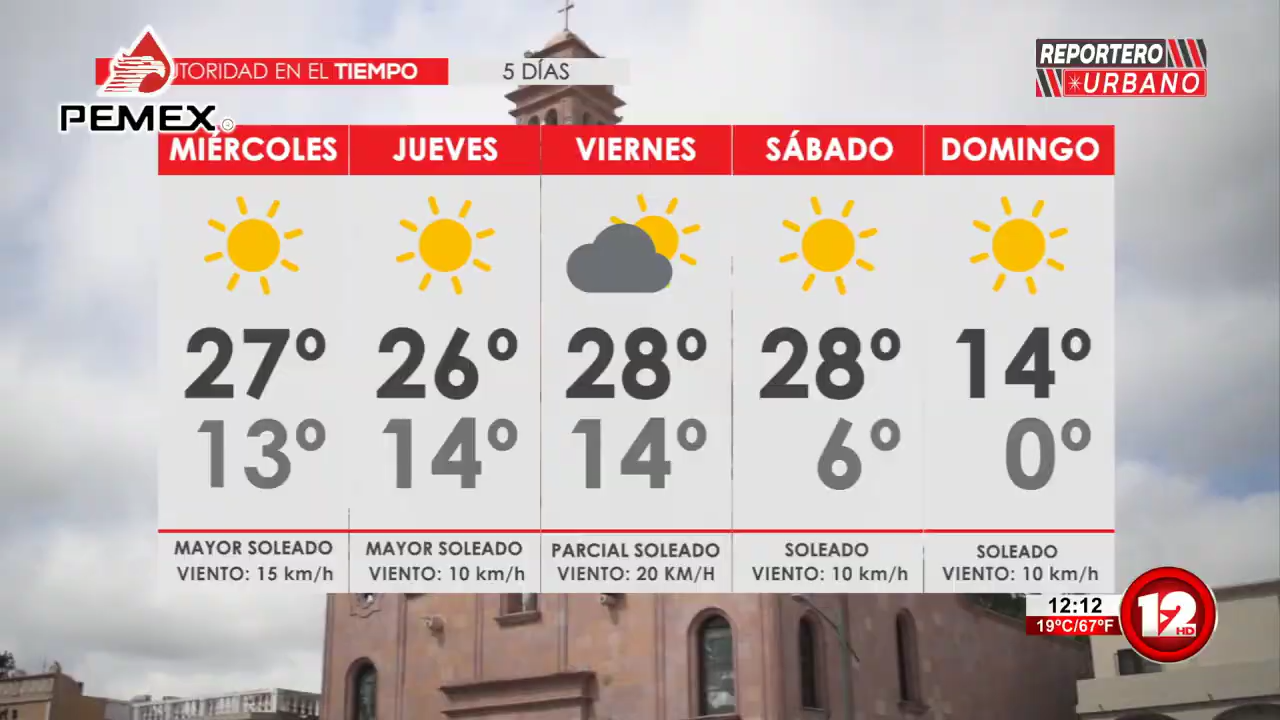 UTORIDAD EN EL TIEMPO
5 DÍAS
REPORTERO
URBANO
PEMEX
MIÉRCOLES JUEVES VIERNES SÁBADO DOMINGO
27° 26° 28° 28° 14°
13° 14° 14° 6° 0°
MAYOR SOLEADO MAYOR SOLEADO PARCIAL SOLEADO SOLEADO SOLEADO
VIENTO: 15 km/h VIENTO: 10 km/h VIENTO: 20 KM/H VIENTO: 10 km/h VIENTO: 10 km/h
12:12
19°C/67°F
12
HD